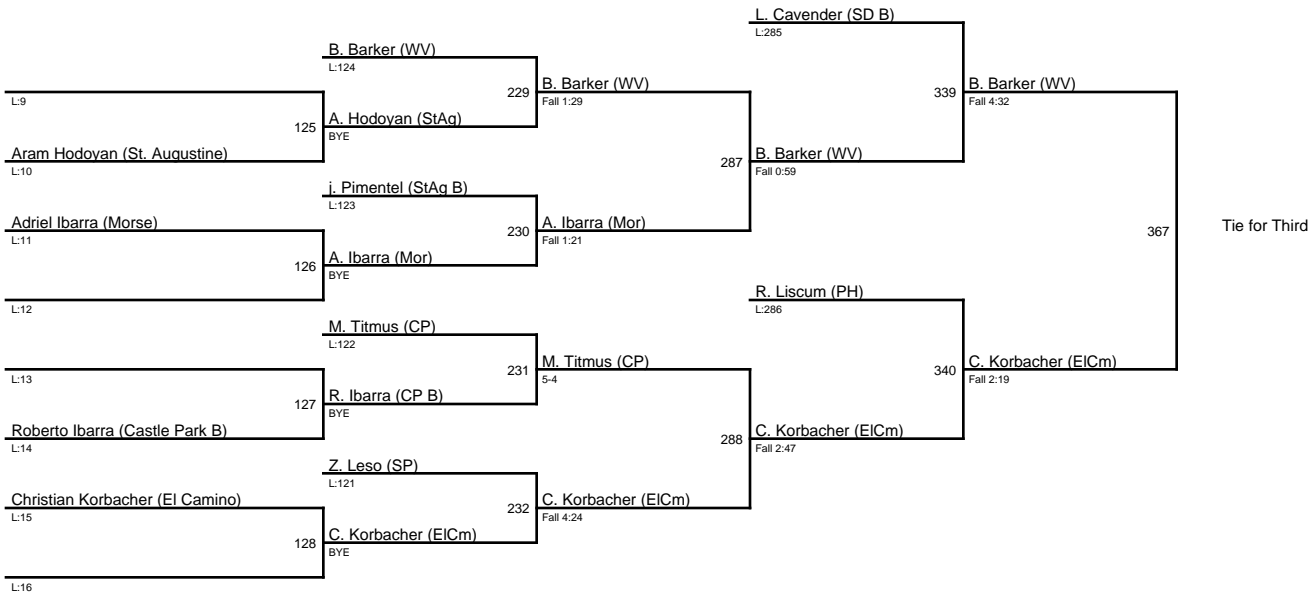 L. Cavender (SD B)
L:285
B. Barker (WV)
L:124
229
B. Barker (WV)
Fall 1:29
339
B. Barker (WV)
Fall 4:32
L:9
125
A. Hodoyan (StAg)
BYE
Aram Hodoyan (St. Augustine)
L:10
287
B. Barker (WV)
Fall 0:59
j. Pimentel (StAg B)
L:123
Adriel Ibarra (Morse)
L:11
230
A. Ibarra (Mor)
Fall 1:21
367
Tie for Third
126
A. Ibarra (Mor)
BYE
L:12
R. Liscum (PH)
L:286
M. Titmus (CP)
L:122
L:13
231
M. Titmus (CP)
5-4
340
C. Korbacher (ElCm)
Fall 2:19
127
R. Ibarra (CP B)
BYE
Roberto Ibarra (Castle Park B)
L:14
288
C. Korbacher (ElCm)
Fall 2:47
Z. Leso (SP)
L:121
Christian Korbacher (El Camino)
L:15
232
C. Korbacher (ElCm)
Fall 4:24
128
C. Korbacher (ElCm)
BYE
L:16